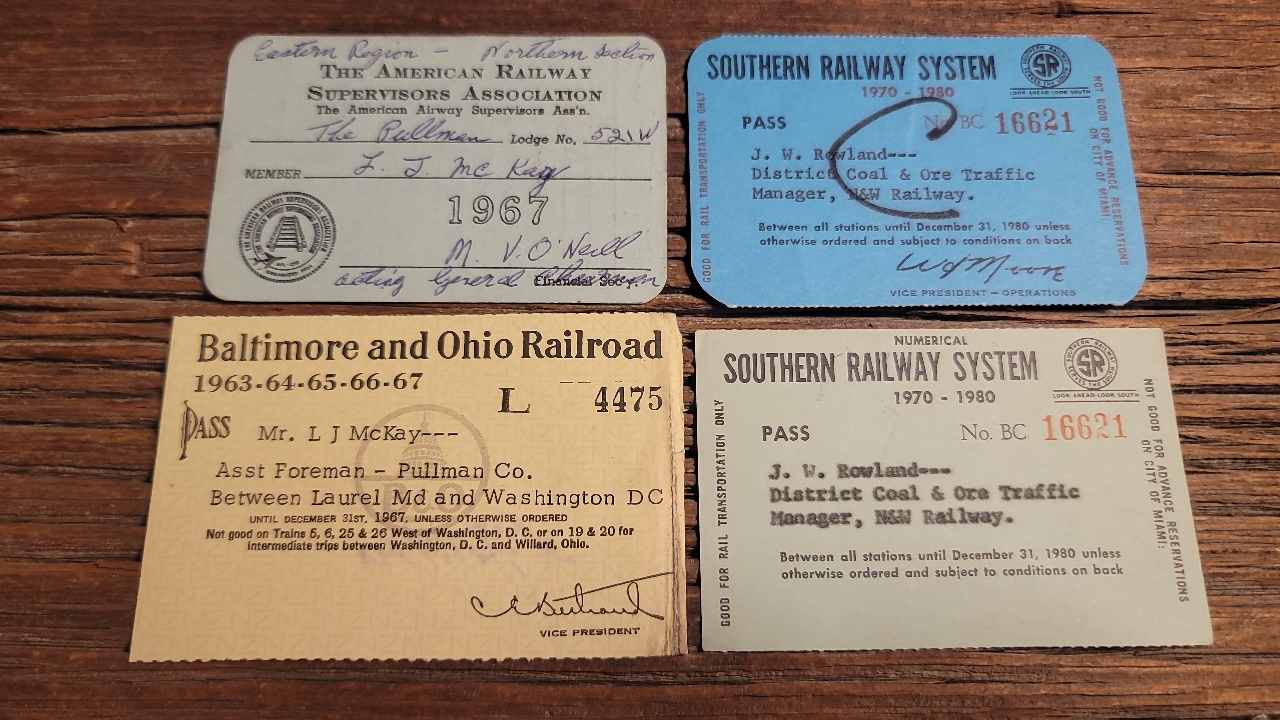 Eastern Region - Northern Section
THE AMERICAN RAILWAY
SUPERVISORS ASSOCIATION
The American Airway Supervisors Ass'n.
The Pullman Lodge No. 521W
MEMBER L. J. Mc Kay
1967
M. V. O'Neill
acting General Chairman
Financial Sec'y.
SOUTHERN RAILWAY SYSTEM
1970 - 1980
SR
LOOK AHEAD-LOOK SOUTH
PASS No. BC 16621
J. W. Rowland---
District Coal & Ore Traffic
Manager, N&W Railway.
Between all stations until December 31, 1980 unless
otherwise ordered and subject to conditions on back
VICE PRESIDENT - OPERATIONS
GOOD FOR RAIL TRANSPORTATION ONLY
NOT GOOD FOR ADVANCE RESERVATIONS
ON CITY OF MIAMI:
Baltimore and Ohio Railroad
1963-64-65-66-67
L 4475
PASS Mr. L J McKay---
Asst Foreman - Pullman Co.
Between Laurel Md and Washington DC
UNTIL DECEMBER 31ST, 1967, UNLESS OTHERWISE ORDERED
Not good on Trains 5, 6, 25 & 26 West of Washington, D. C. or on 19 & 20 for
intermediate trips between Washington, D. C. and Willard, Ohio.
VICE PRESIDENT
NUMERICAL
SOUTHERN RAILWAY SYSTEM
1970 - 1980
SOUTHERN RAILWAY
SR
SERVES THE SOUTH
LOOK AHEAD-LOOK SOUTH
PASS No. BC 16621
J. W. Rowland---
District Coal & Ore Traffic
Manager, N&W Railway.
Between all stations until December 31, 1980 unless
otherwise ordered and subject to conditions on back
GOOD FOR RAIL TRANSPORTATION ONLY
NOT GOOD FOR ADVANCE RESERVATIONS
ON CITY OF MIAMI: